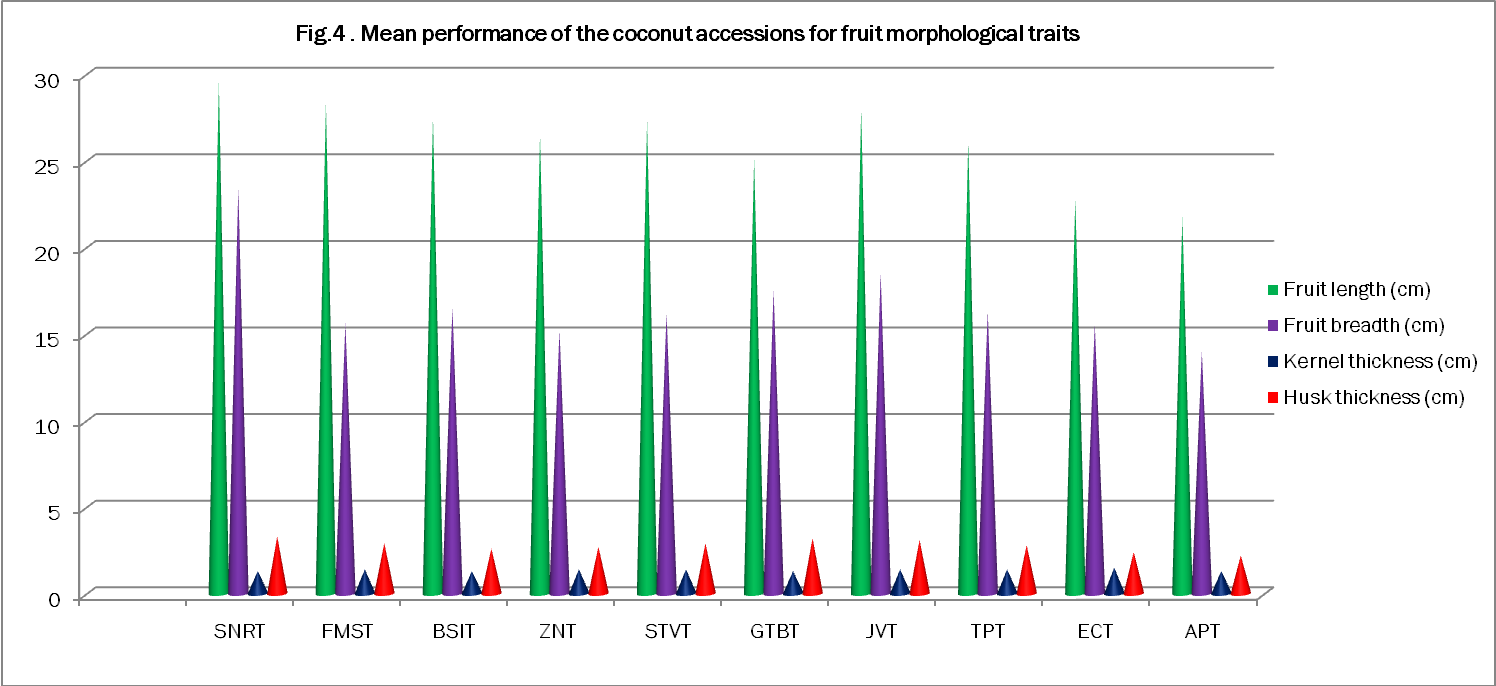 Fig.4 . Mean performance of the coconut accessions for fruit morphological traits
30
25
20
15
10
5
0
SNRT FMST BSIT ZNT STVT GTBT JVT TPT ECT APT
Fruit length (cm)
Fruit breadth (cm)
Kernel thickness (cm)
Husk thickness (cm)